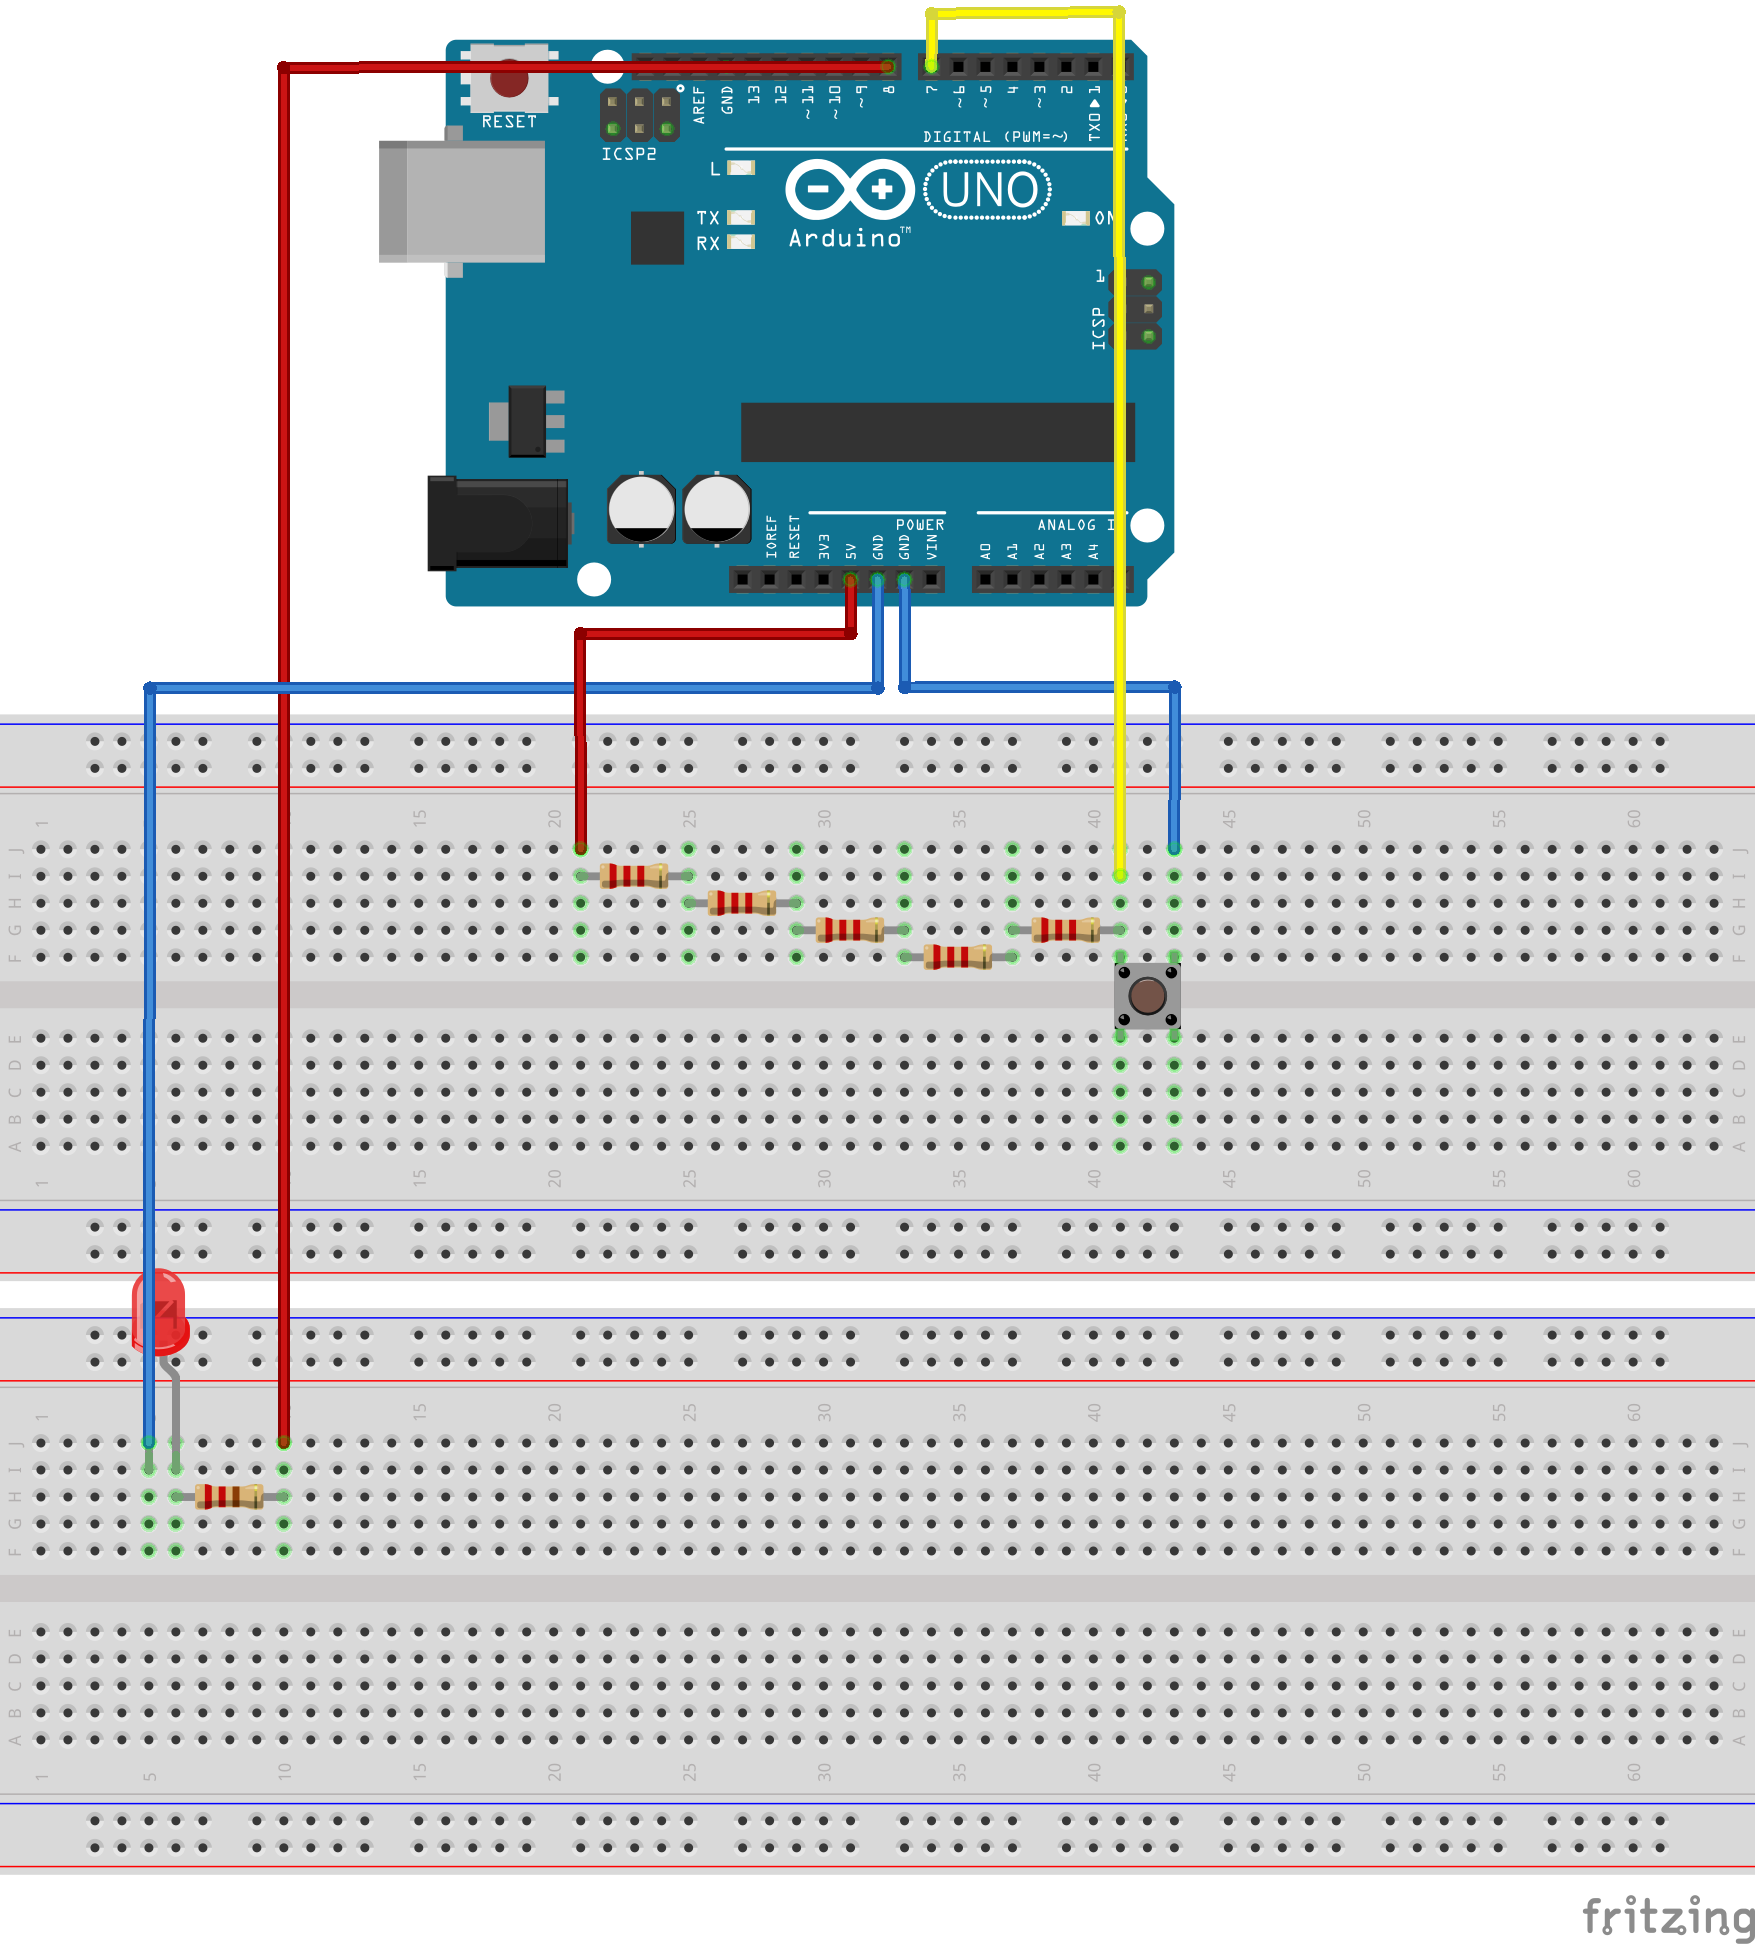 RESET
ICSP2
AREF
GND
13
12
~11
~10
~9
8
7
~6
~5
4
~3
2
TX0▶1
DIGITAL (PWM=~)
L
TX
RX
UNO
Arduino™
ON
1
ICSP
IOREF
RESET
3V3
5V
GND
GND
VIN
POWER
ANALOG I
A0
A1
A2
A3
A4
1 15 20 25 30 35 40 45 50 55 60
J J
I I
H H
G G
F F
E E
D D
C C
B B
A A
1 15 20 25 30 35 40 45 50 55 60
1 15 20 25 30 35 40 45 50 55 60
J J
I I
H H
G G
F F
E E
D D
C C
B B
A A
1 5 10 15 20 25 30 35 40 45 50 55 60
fritzing